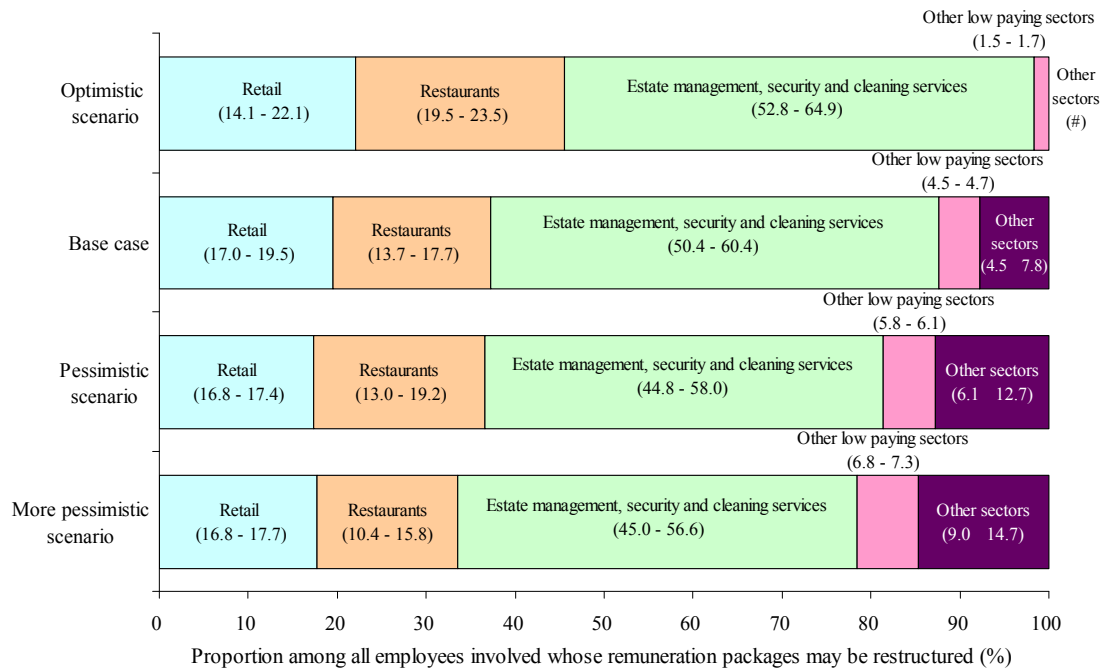 Other low paying sectors
(1.5 - 1.7)
Optimistic
scenario
Retail
(14.1 - 22.1)
Restaurants
(19.5 - 23.5)
Estate management, security and cleaning services
(52.8 - 64.9)
Other
sectors
(#)
Other low paying sectors
(4.5 - 4.7)
Base case
Retail
(17.0 - 19.5)
Restaurants
(13.7 - 17.7)
Estate management, security and cleaning services
(50.4 - 60.4)
Other
sectors
(4.5 7.8)
Other low paying sectors
(5.8 - 6.1)
Pessimistic
scenario
Retail
(16.8 - 17.4)
Restaurants
(13.0 - 19.2)
Estate management, security and cleaning services
(44.8 - 58.0)
Other sectors
(6.1 12.7)
Other low paying sectors
(6.8 - 7.3)
More pessimistic
scenario
Retail
(16.8 - 17.7)
Restaurants
(10.4 - 15.8)
Estate management, security and cleaning services
(45.0 - 56.6)
Other sectors
(9.0 14.7)
0 10 20 30 40 50 60 70 80 90 100
Proportion among all employees involved whose remuneration packages may be restructured (%)